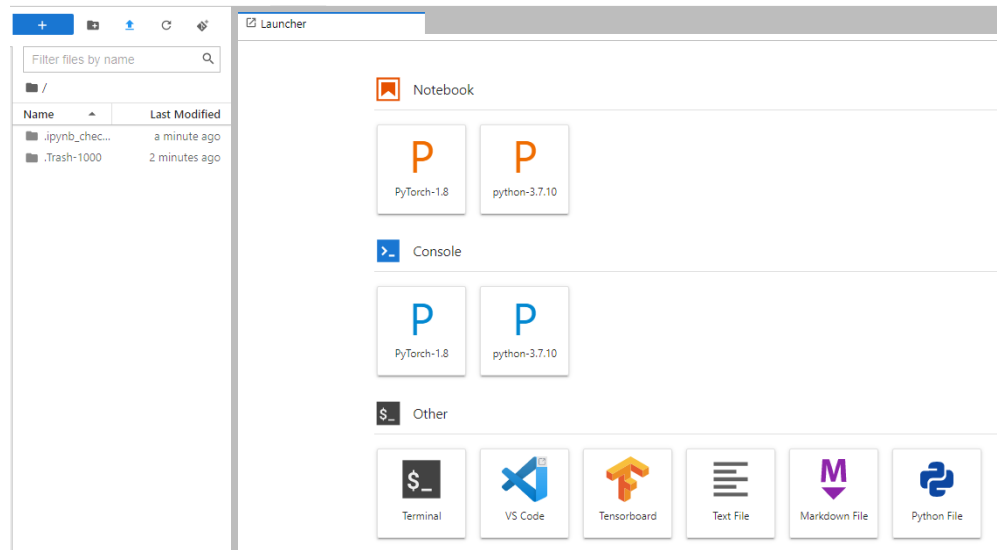 Launcher
Filter files by name
/
Name Last Modified
.ipynb_chec... a minute ago
.Trash-1000 2 minutes ago
Notebook
P P
PyTorch-1.8 python-3.7.10
>_ Console
P P
PyTorch-1.8 python-3.7.10
$_ Other
$_ M
Terminal VS Code Tensorboard Text File Markdown File Python File